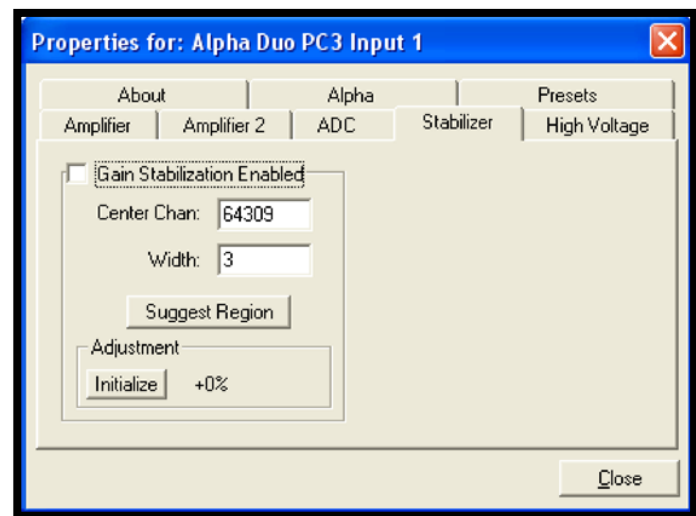 Properties for: Alpha Duo PC3 Input 1
About Alpha Presets
Amplifier Amplifier 2 ADC Stabilizer High Voltage
Gain Stabilization Enabled
Center Chan: 64309
Width: 3
Suggest Region
Adjustment
Initialize +0%
Close